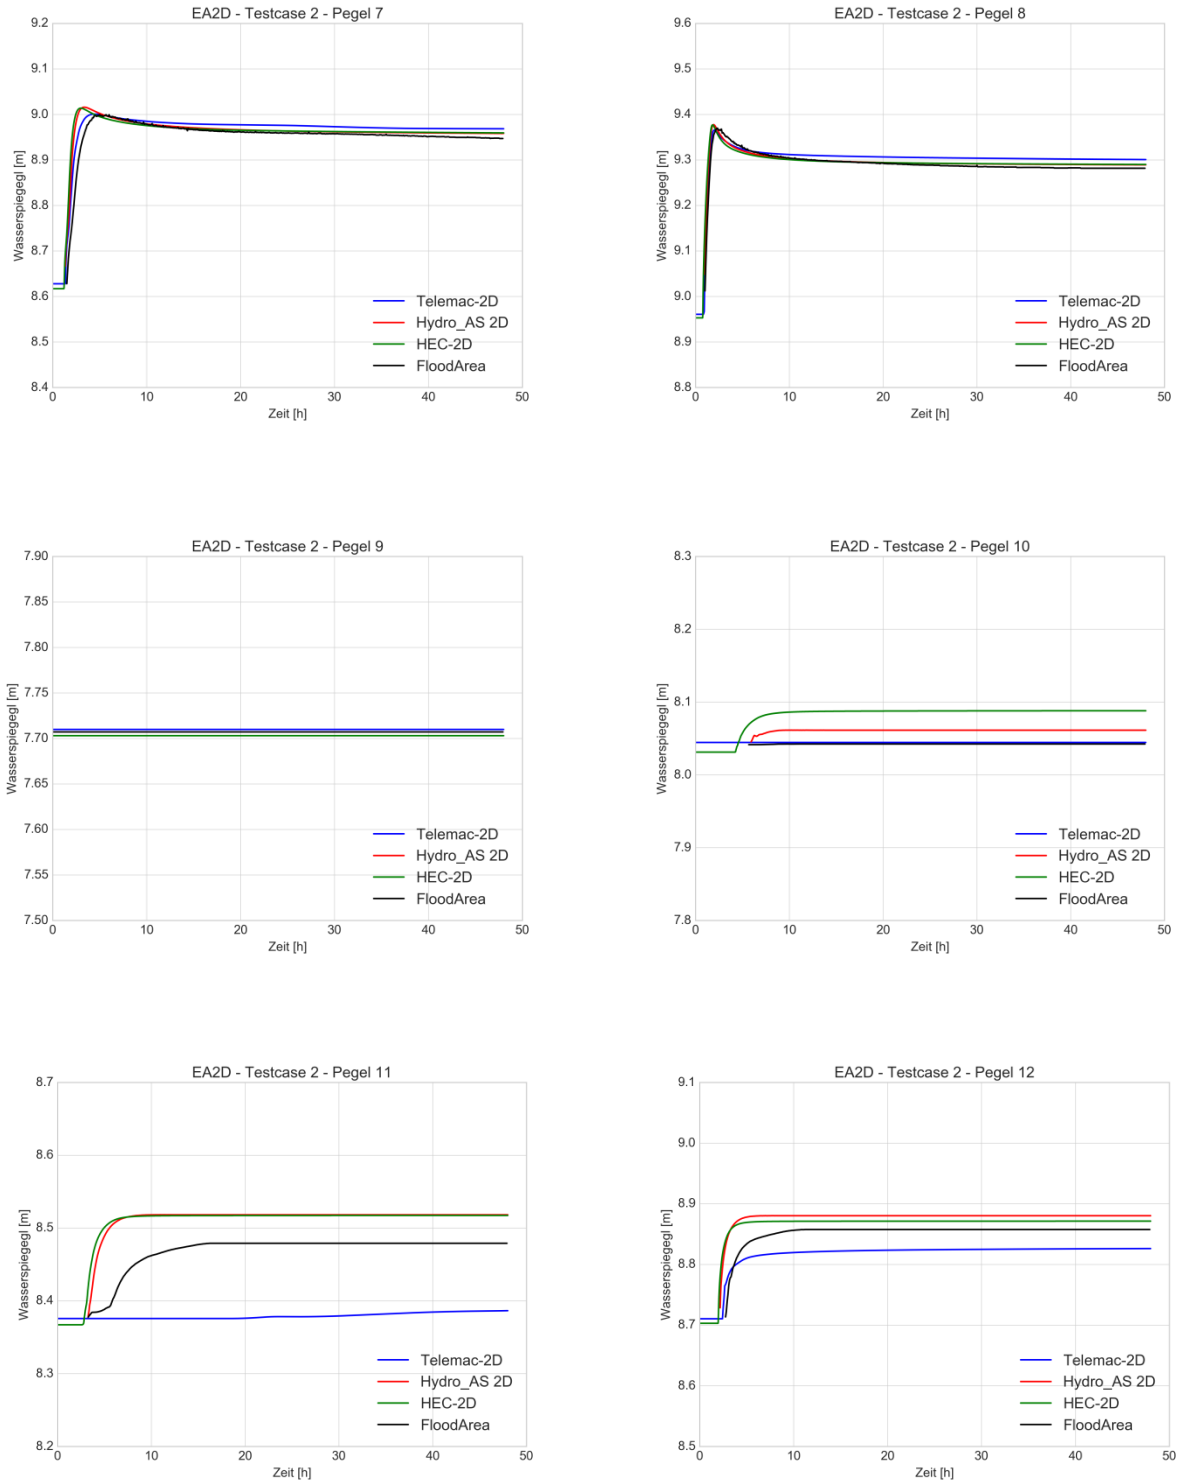 EA2D - Testcase 2 - Pegel 7
9.2
9.1
9.0
8.9
8.8
8.7
8.6
8.5
8.4
Wasserspiegegl [m]
0 10 20 30 40 50
Zeit [h]
Telemac-2D
Hydro_AS 2D
HEC-2D
FloodArea
EA2D - Testcase 2 - Pegel 8
9.6
9.5
9.4
9.3
9.2
9.1
9.0
8.9
8.8
Wasserspiegegl [m]
0 10 20 30 40 50
Zeit [h]
Telemac-2D
Hydro_AS 2D
HEC-2D
FloodArea
EA2D - Testcase 2 - Pegel 9
7.90
7.85
7.80
7.75
7.70
7.65
7.60
7.55
7.50
Wasserspiegegl [m]
0 10 20 30 40 50
Zeit [h]
Telemac-2D
Hydro_AS 2D
HEC-2D
FloodArea
EA2D - Testcase 2 - Pegel 10
8.3
8.2
8.1
8.0
7.9
7.8
Wasserspiegegl [m]
0 10 20 30 40 50
Zeit [h]
Telemac-2D
Hydro_AS 2D
HEC-2D
FloodArea
EA2D - Testcase 2 - Pegel 11
8.7
8.6
8.5
8.4
8.3
8.2
Wasserspiegegl [m]
0 10 20 30 40 50
Zeit [h]
Telemac-2D
Hydro_AS 2D
HEC-2D
FloodArea
EA2D - Testcase 2 - Pegel 12
9.1
9.0
8.9
8.8
8.7
8.6
8.5
Wasserspiegegl [m]
0 10 20 30 40 50
Zeit [h]
Telemac-2D
Hydro_AS 2D
HEC-2D
FloodArea